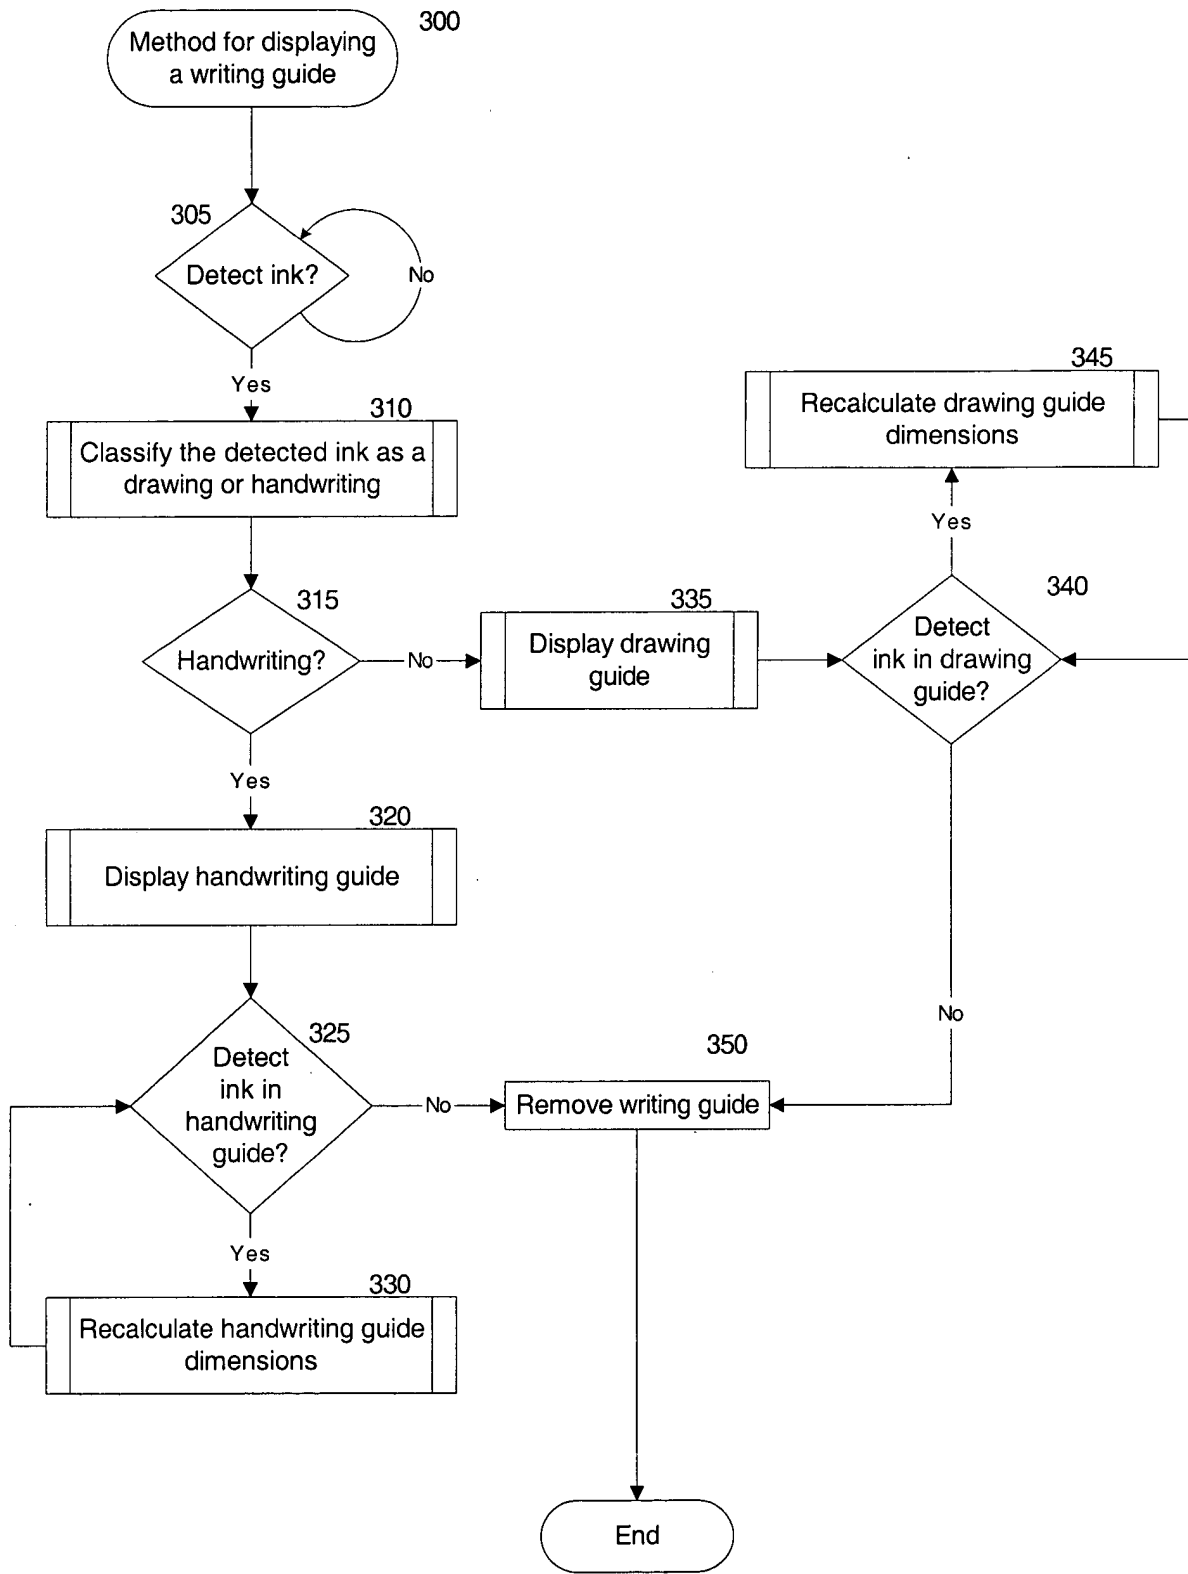 300
Method for displaying
a writing guide
305
Detect ink?
No
Yes
310
Classify the detected ink as a
drawing or handwriting
315
Handwriting?
No
335
Display drawing
guide
345
Recalculate drawing guide
dimensions
Yes
340
Detect
ink in drawing
guide?
No
Yes
320
Display handwriting guide
325
Detect
ink in
handwriting
guide?
No
350
Remove writing guide
Yes
330
Recalculate handwriting guide
dimensions
End